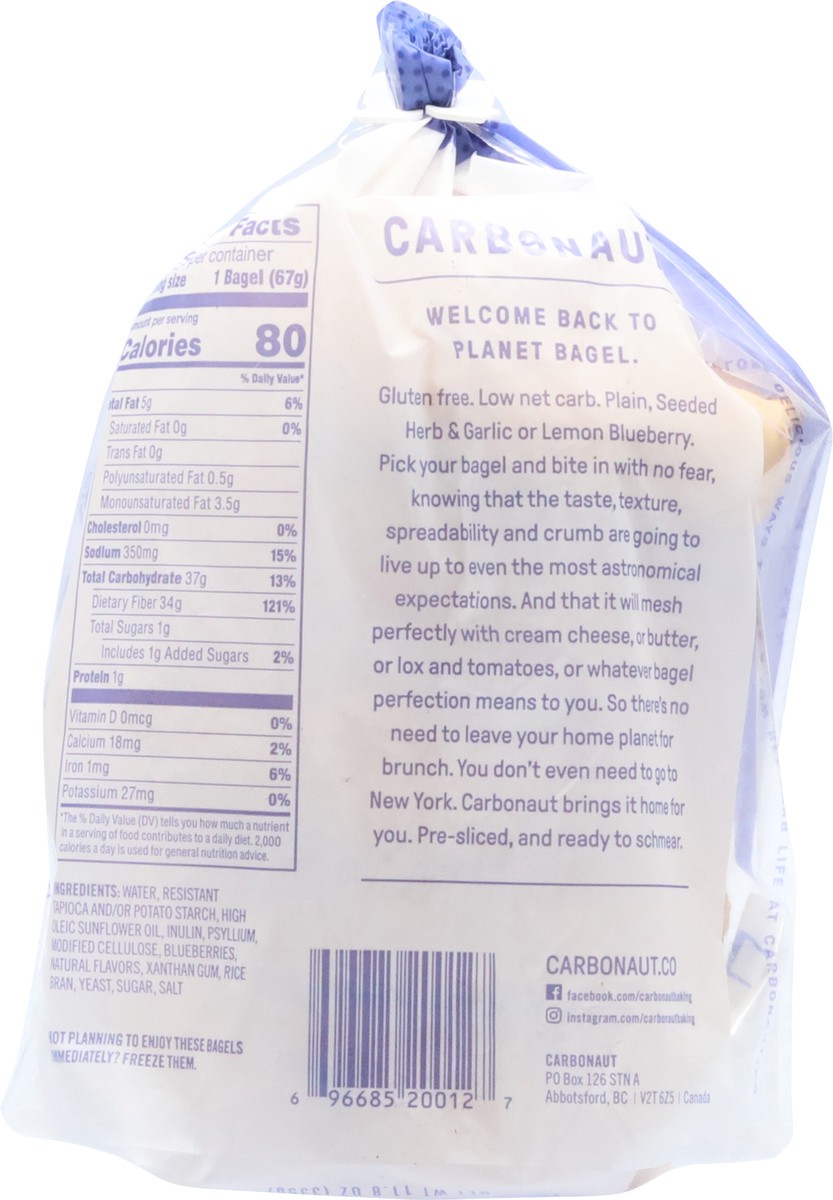 Facts
per container
size 1 Bagel (67g)
per serving
Calories 80
% Daily Value*
tal Fat 5g 6%
Saturated Fat 0g 0%
Trans Fat 0g
Polyunsaturated Fat 0.5g
Monounsaturated Fat 3.5g
Cholesterol 0mg 0%
Sodium 350mg 15%
Total Carbohydrate 37g 13%
Dietary Fiber 34g 121%
Total Sugars 1g
Includes 1g Added Sugars 2%
Protein 1g
Vitamin D 0mcg 0%
Calcium 18mg 2%
Iron 1mg 6%
Potassium 27mg 0%
*The % Daily Value (DV) tells you how much a nutrient
in a serving of food contributes to a daily diet. 2,000
calories a day is used for general nutrition advice.
NGREDIENTS: WATER, RESISTANT
TAPIOCA AND/OR POTATO STARCH, HIGH
OLEIC SUNFLOWER OIL, INULIN, PSYLLIUM,
MODIFIED CELLULOSE, BLUEBERRIES,
NATURAL FLAVORS, XANTHAN GUM, RICE
BRAN, YEAST, SUGAR, SALT
NOT PLANNING TO ENJOY THESE BAGELS
IMMEDIATELY? FREEZE THEM.
CARBONAU
WELCOME BACK TO
PLANET BAGEL.
Gluten free. Low net carb. Plain, Seeded
Herb & Garlic or Lemon Blueberry.
Pick your bagel and bite in with no fear,
knowing that the taste, texture,
spreadability and crumb are going to
live up to even the most astronomical
expectations. And that it will mesh
perfectly with cream cheese, or butter,
or lox and tomatoes, or whatever bagel
perfection means to you. So there's no
need to leave your home planet for
brunch. You don't even need to go to
New York. Carbonaut brings it home for
you. Pre-sliced, and ready to schmear.
6 96685 20012 7
CARBONAUT.CO
facebook.com/carbonautbaking
instagram.com/carbonautbaking
CARBONAUT
PO Box 126 STN A
Abbotsford, BC | V2T 6Z5 | Canada
DELICIOUS WAYS
LIFE AT CARBON